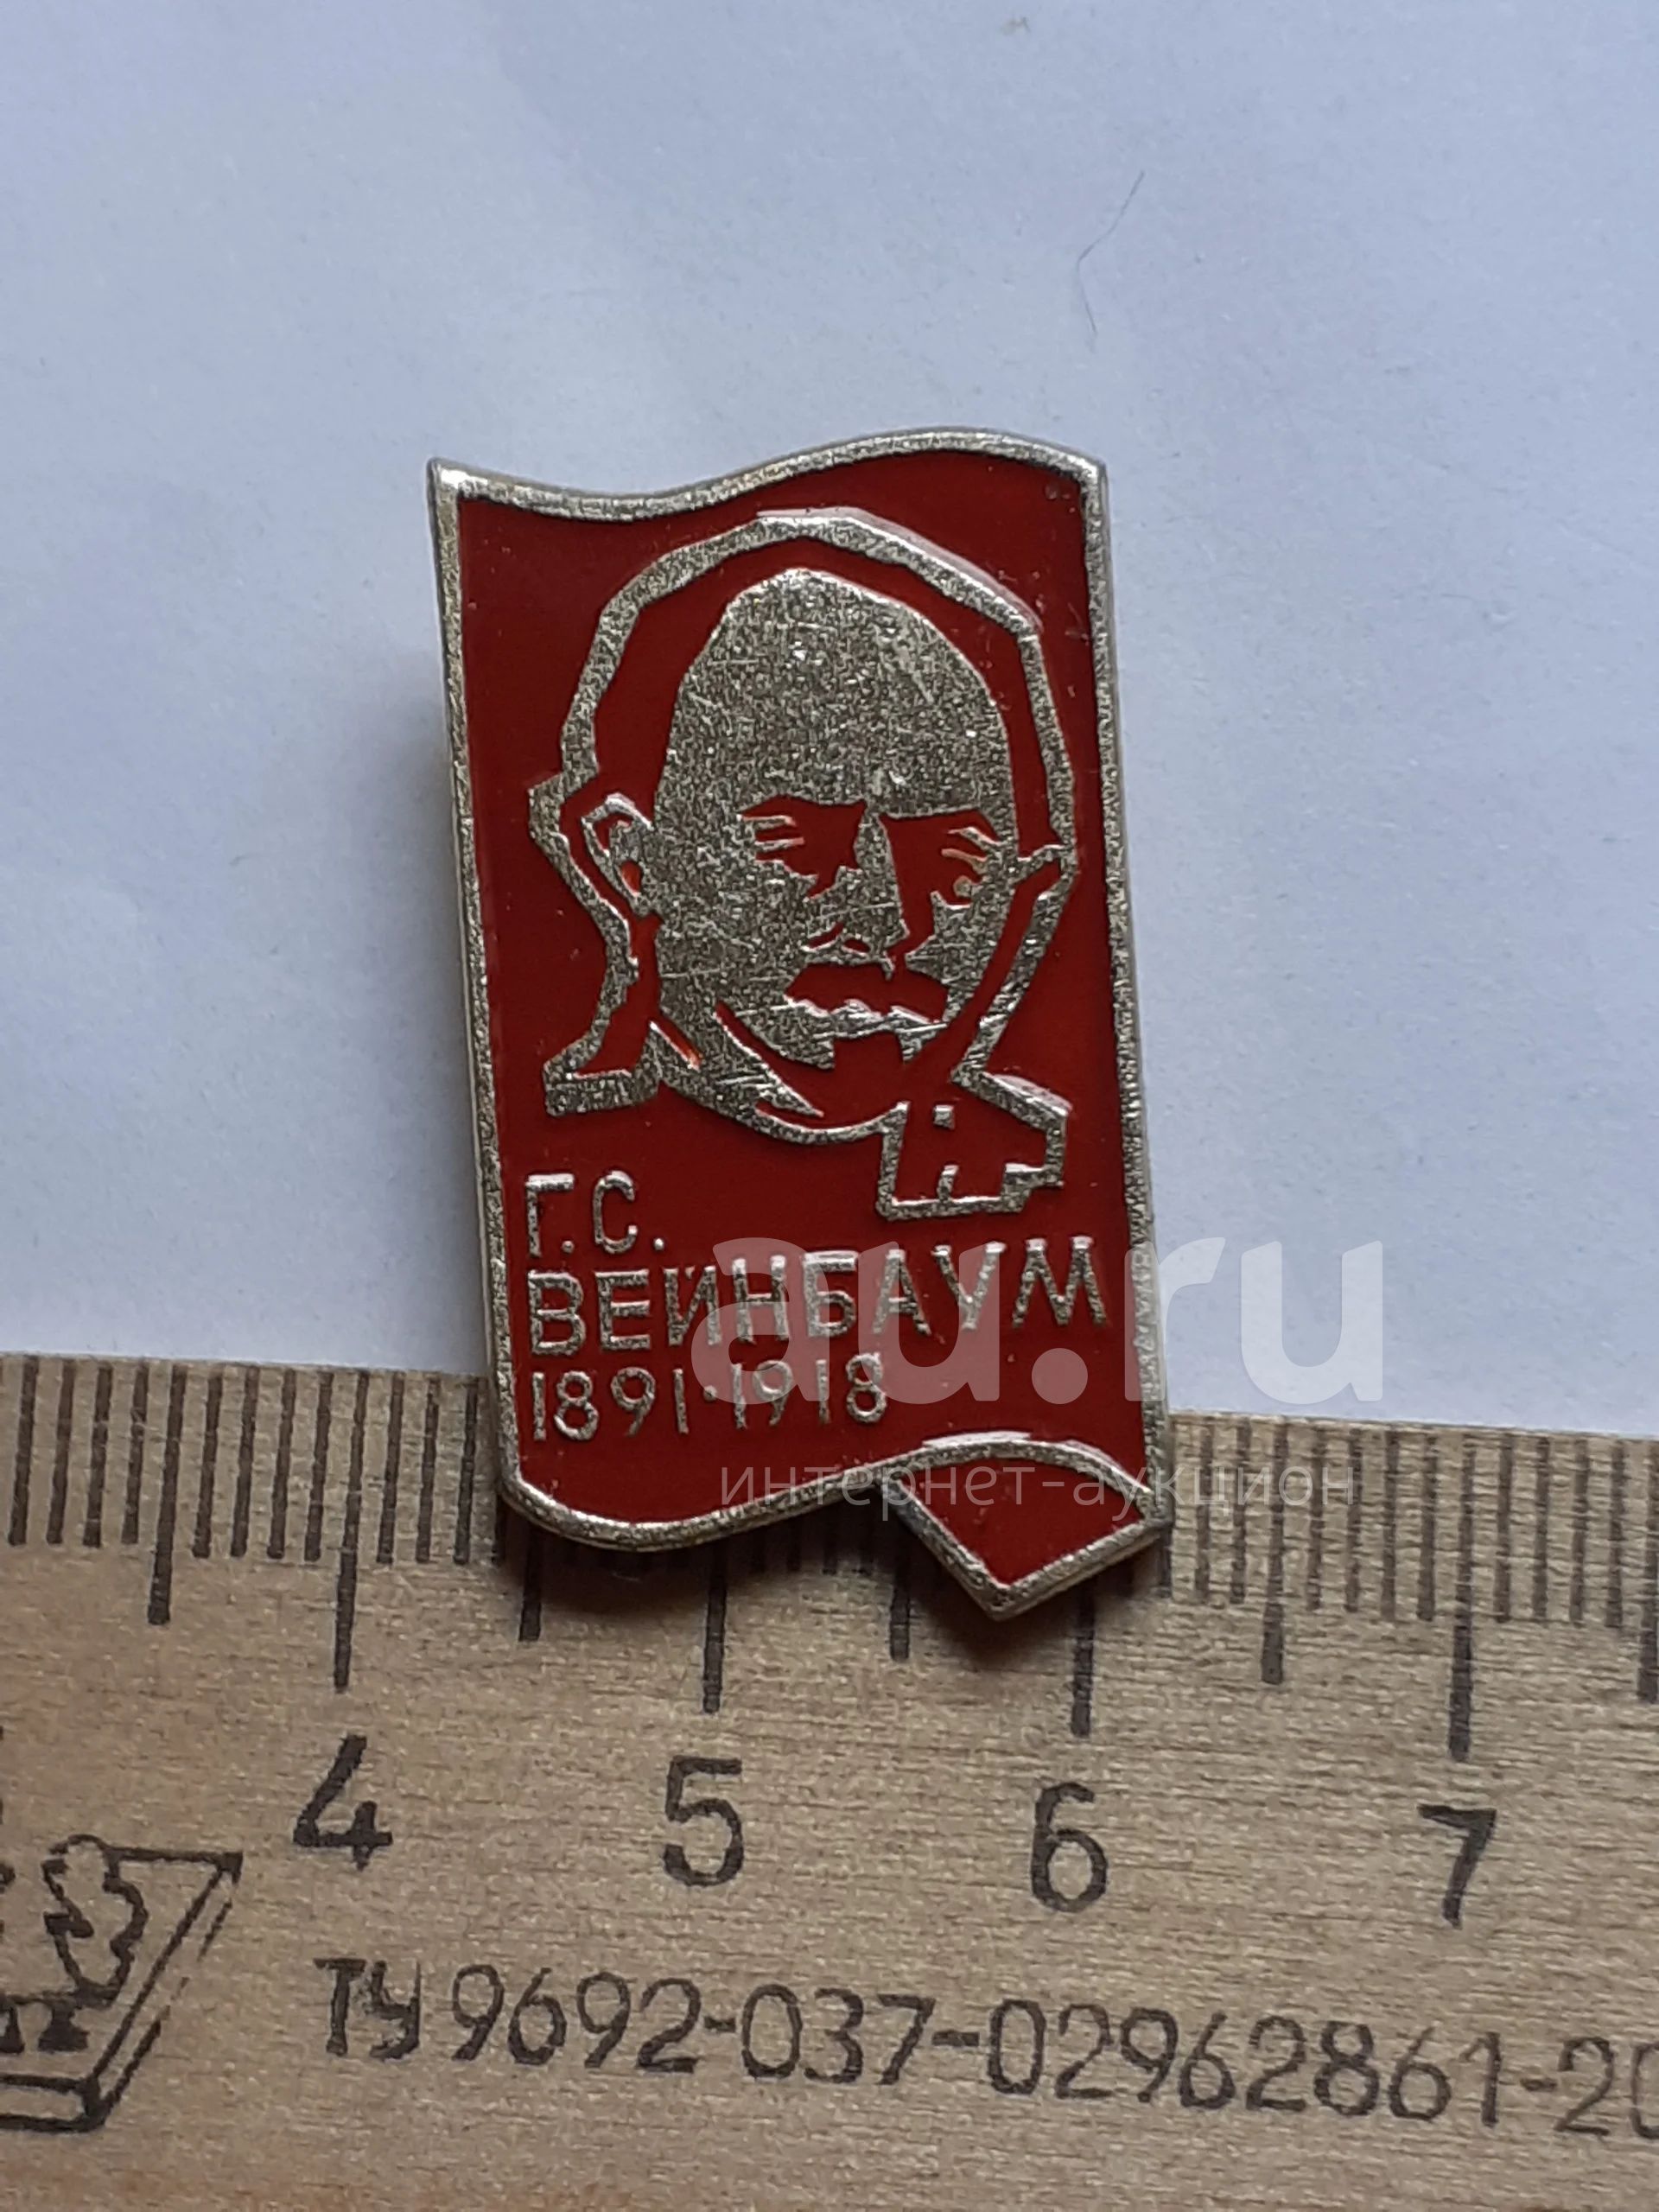 Г.С.
ВЕЙНБАУМ
1891·1918
au.ru
интернет-аукцион
4 5 6 7
ТУ 9692-037-02962861-20